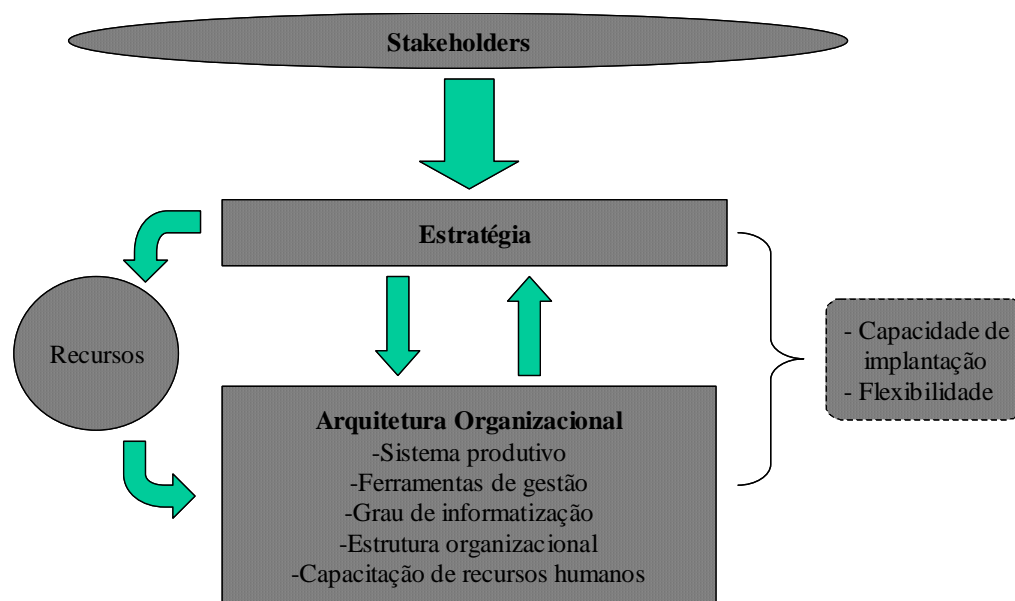 Stakeholders
Estratégia
Recursos
- Capacidade de
implantação
- Flexibilidade
Arquitetura Organizacional
-Sistema produtivo
-Ferramentas de gestão
-Grau de informatização
-Estrutura organizacional
-Capacitação de recursos humanos